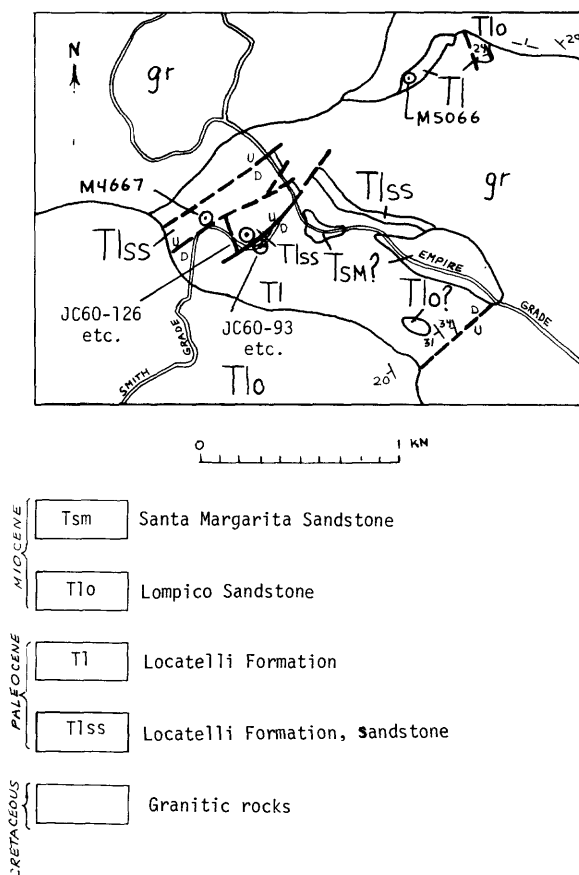 Tlo
20
24
N
gr
Tl
M5066
M4667
U
D
Tlss
gr
Tlss
U
D
U
D
Tlss
TSM?
EMPIRE
GRADE
JC60-126
etc.
JC60-93
etc.
Tl
Tlo?
D
U
31
34
SMITH
GRADE
Tlo
20
0 1 KM
MIOCENE
Tsm Santa Margarita Sandstone
Tlo Lompico Sandstone
PALEOCENE
Tl Locatelli Formation
Tlss Locatelli Formation, sandstone
CRETACEOUS
Granitic rocks